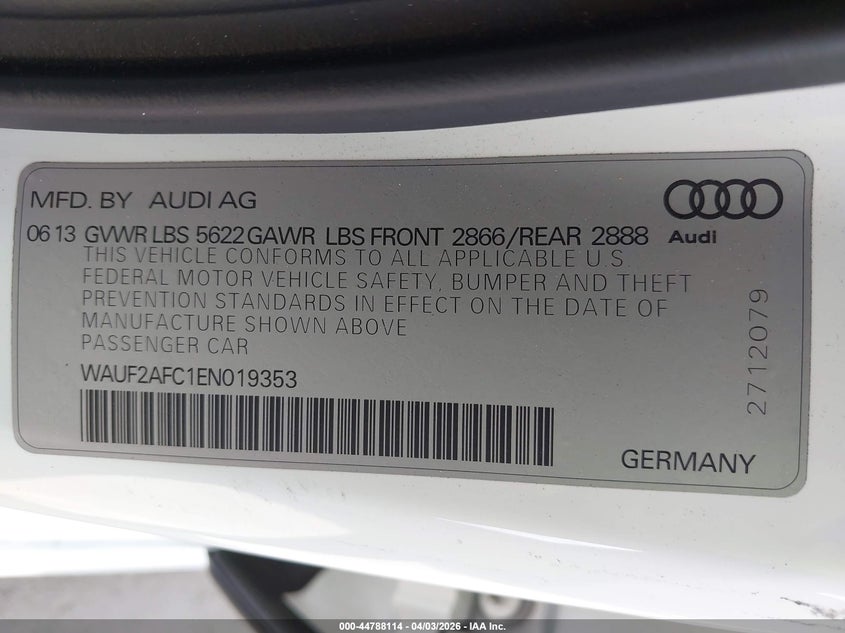 MFD. BY AUDI AG
06 13 GVWR LBS 5622 GAWR LBS FRONT 2866/REAR 2888
Audi
THIS VEHICLE CONFORMS TO ALL APPLICABLE U S
FEDERAL MOTOR VEHICLE SAFETY, BUMPER AND THEFT
PREVENTION STANDARDS IN EFFECT ON THE DATE OF
MANUFACTURE SHOWN ABOVE
PASSENGER CAR
WAUF2AFC1EN019353
2712079
GERMANY
000-44788114 - 04/03/2026 - IAA Inc.